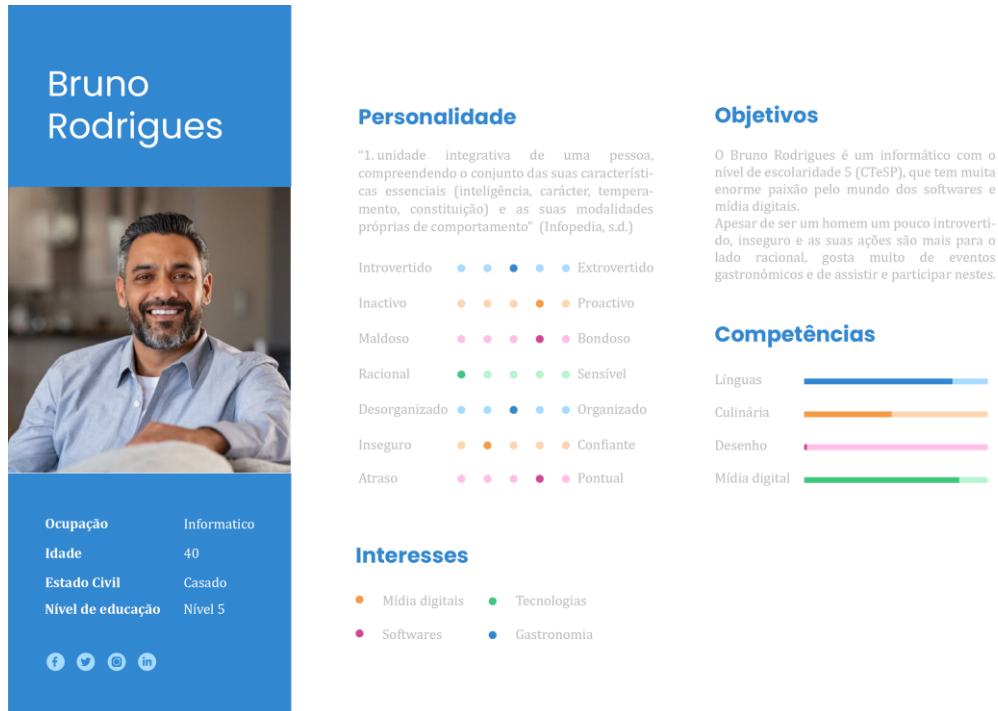 Bruno
Rodrigues
Ocupação Informatico
Idade 40
Estado Civil Casado
Nível de educação Nível 5
Personalidade
“1. unidade integrativa de uma pessoa,
compreendendo o conjunto das suas característi-
cas essenciais (inteligência, carácter, tempera-
mento, constituição) e as suas modalidades
próprias de comportamento” (Infopedia, s.d.)
Introvertido Extrovertido
Inactivo Proactivo
Maldoso Bondoso
Racional Sensível
Desorganizado Organizado
Inseguro Confiante
Atraso Pontual
Interesses
Mídia digitais Tecnologias
Softwares Gastronomia
Objetivos
O Bruno Rodrigues é um informático com o
nível de escolaridade 5 (CTeSP), que tem muita
enorme paixão pelo mundo dos softwares e
mídia digitais.
Apesar de ser um homem um pouco introverti-
do, inseguro e as suas ações são mais para o
lado racional, gosta muito de eventos
gastronómicos e de assistir e participar nestes.
Competências
Línguas
Culinária
Desenho
Mídia digital